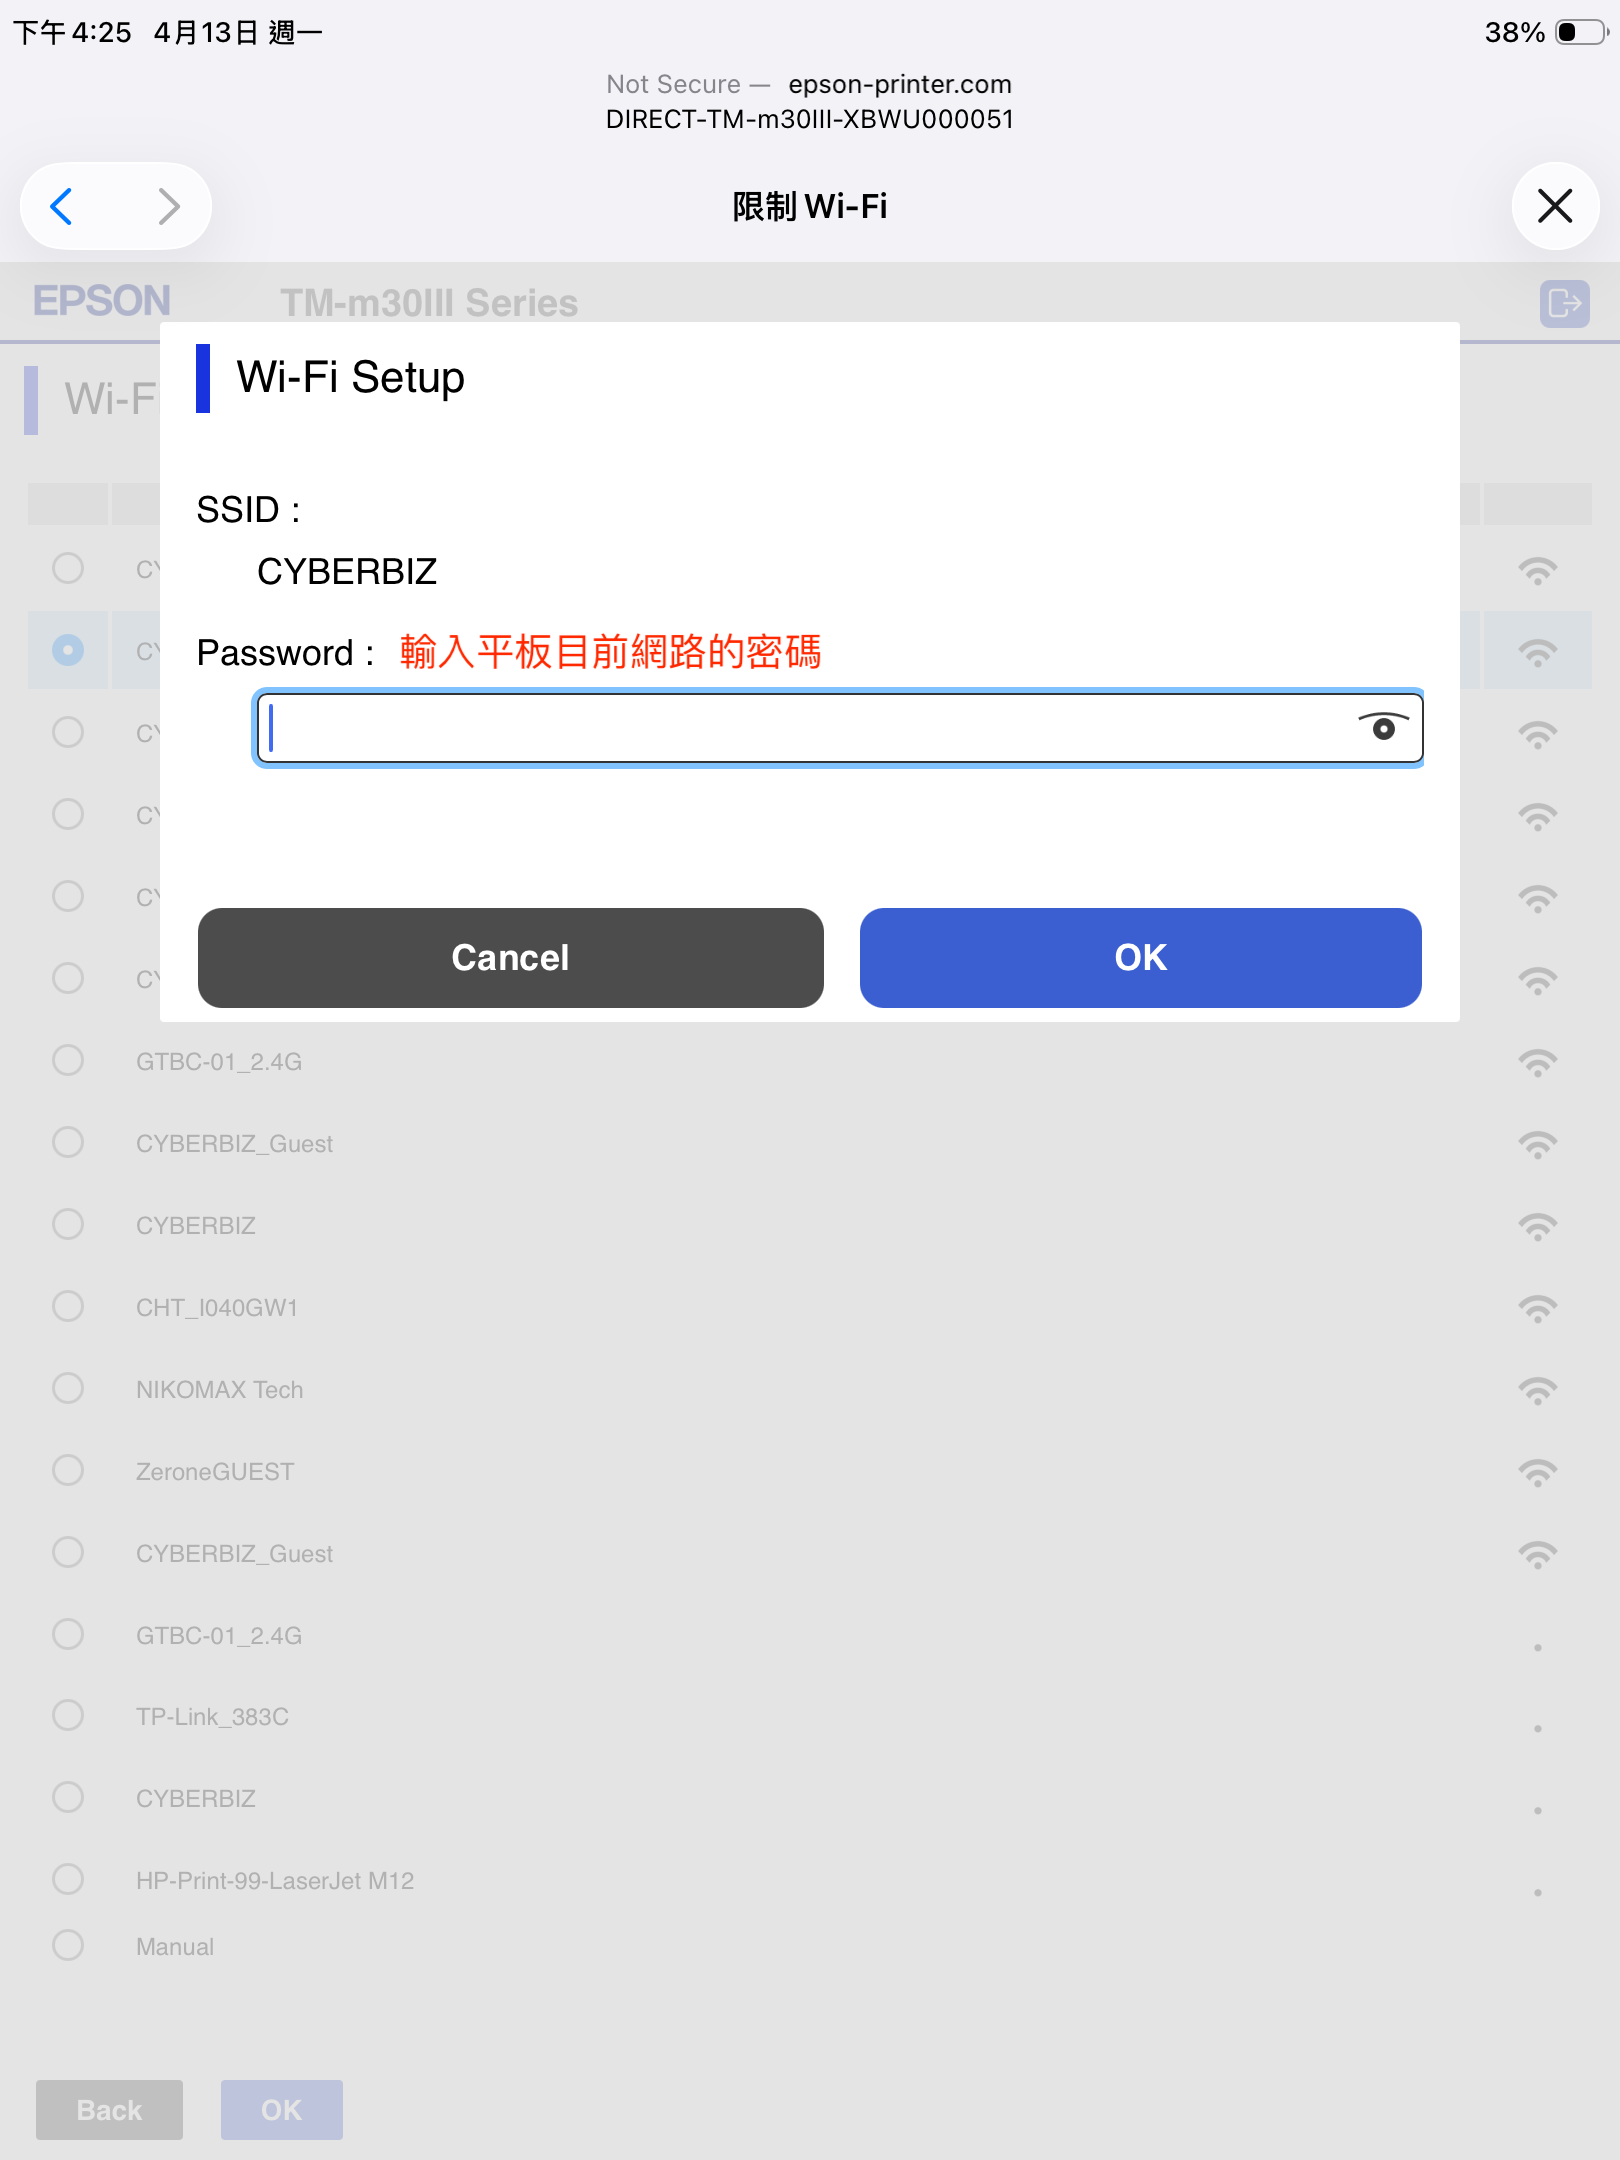 下午4:25 4月13日 週一 38%
Not Secure — epson-printer.com
DIRECT-TM-m30III-XBWU000051
限制 Wi-Fi
EPSON TM-m30III Series
Wi-F
Wi-Fi Setup
SSID :
CYBERBIZ
Password : 輸入平板目前網路的密碼
Cancel OK
GTBC-01_2.4G
CYBERBIZ_Guest
CYBERBIZ
CHT_I040GW1
NIKOMAX Tech
ZeroneGUEST
CYBERBIZ_Guest
GTBC-01_2.4G
TP-Link_383C
CYBERBIZ
HP-Print-99-LaserJet M12
Manual
Back OK